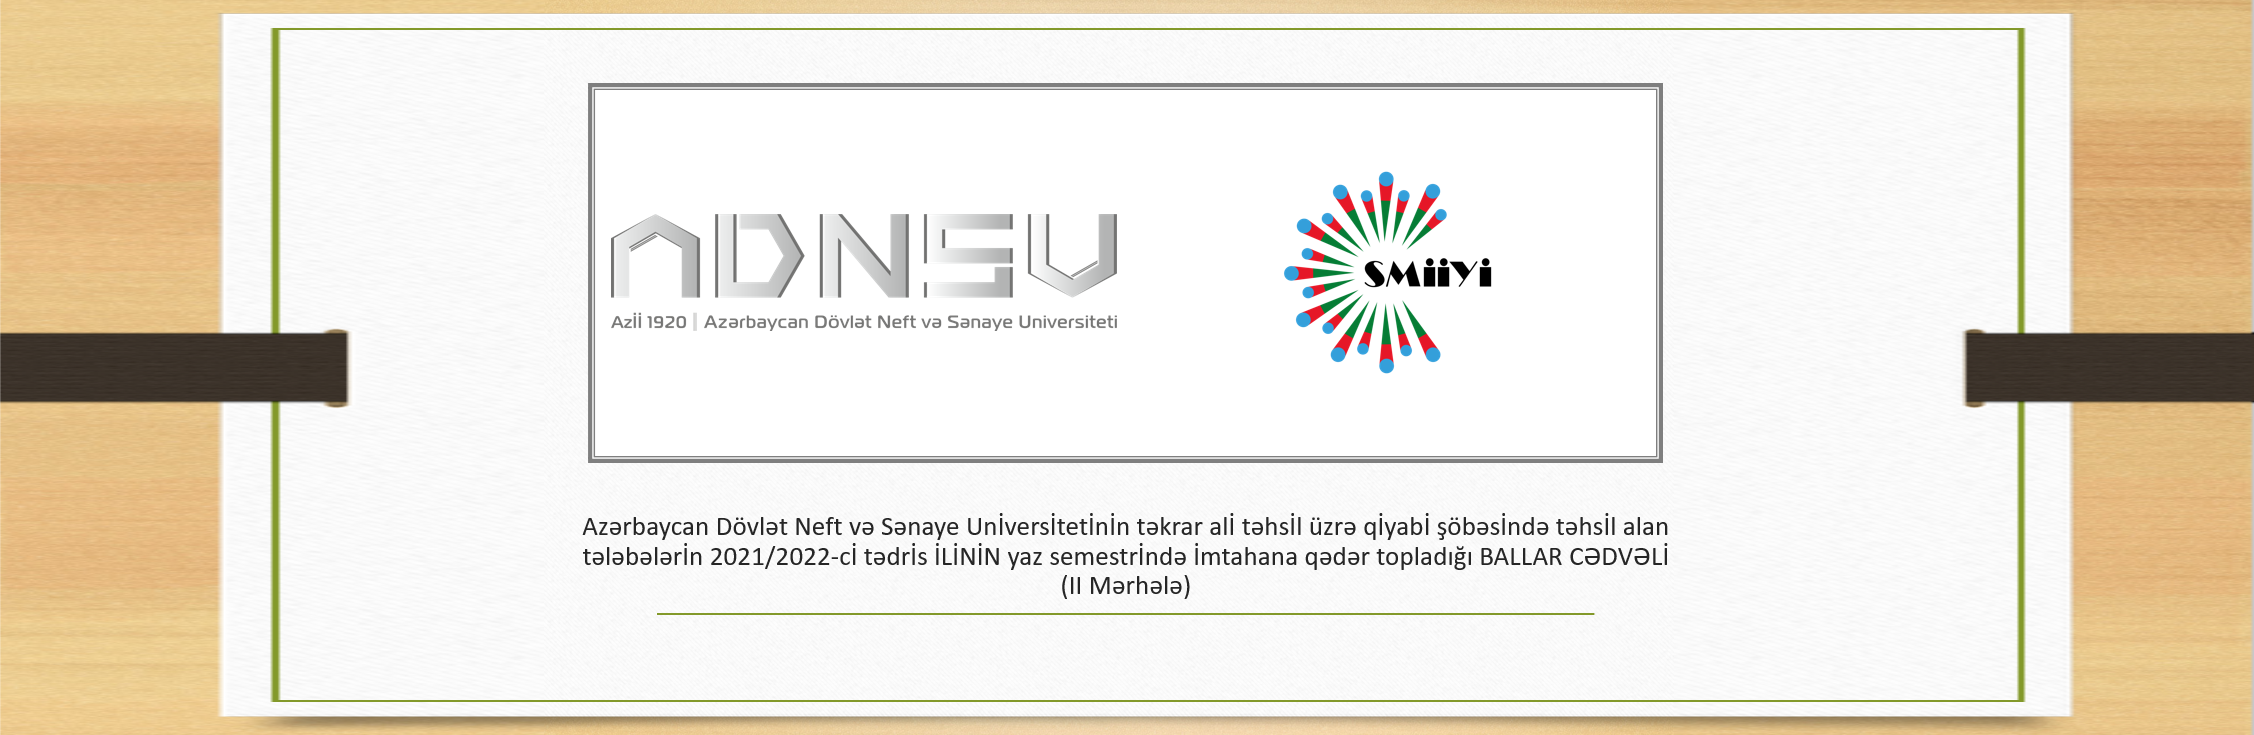 ADNSU
Azİİ 1920 | Azərbaycan Dövlət Neft və Sənaye Universiteti
SMiiYi
Azərbaycan Dövlət Neft və Sənaye Unİversİtetİnİn təkrar alİ təhsİl üzrə qİyabİ şöbəsİndə təhsİl alan
tələbələrİn 2021/2022-cİ tədrİs İLİNİN yaz semestrİndə İmtahana qədər topladığı BALLAR CƏDVƏLİ
(II Mərhələ)